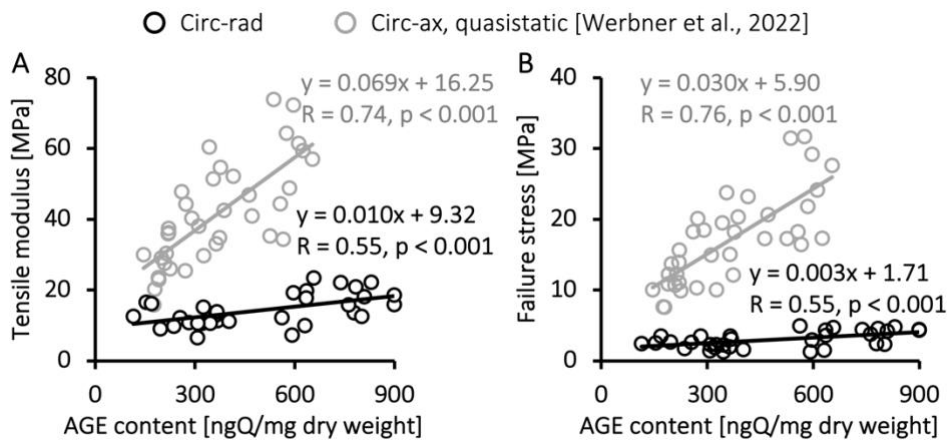 Circ-rad Circ-ax, quasistatic [Werbner et al., 2022]
A
Tensile modulus [MPa]
80
60
40
20
0
y = 0.069x + 16.25
R = 0.74, p < 0.001
y = 0.010x + 9.32
R = 0.55, p < 0.001
0 300 600 900
AGE content [ngQ/mg dry weight]
B
Failure stress [MPa]
40
30
20
10
0
y = 0.030x + 5.90
R = 0.76, p < 0.001
y = 0.003x + 1.71
R = 0.55, p < 0.001
0 300 600 900
AGE content [ngQ/mg dry weight]